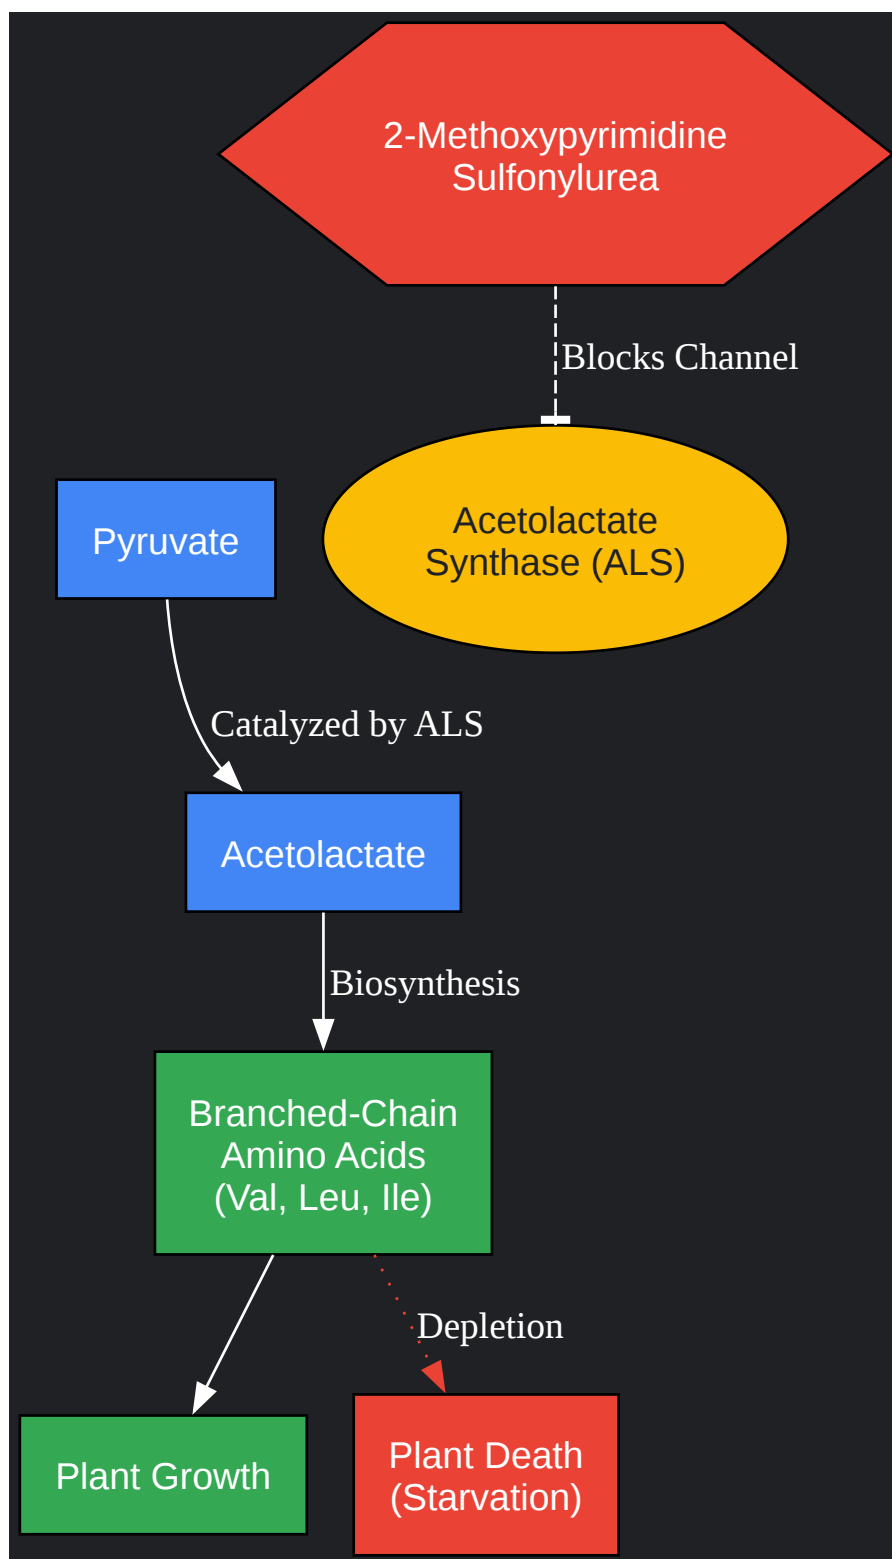 2-Methoxypyrimidine
Sulfonylurea
Blocks Channel
Pyruvate
Acetolactate
Synthase (ALS)
Catalyzed by ALS
Acetolactate
Biosynthesis
Branched-Chain
Amino Acids
(Val, Leu, Ile)
Depletion
Plant Growth
Plant Death
(Starvation)